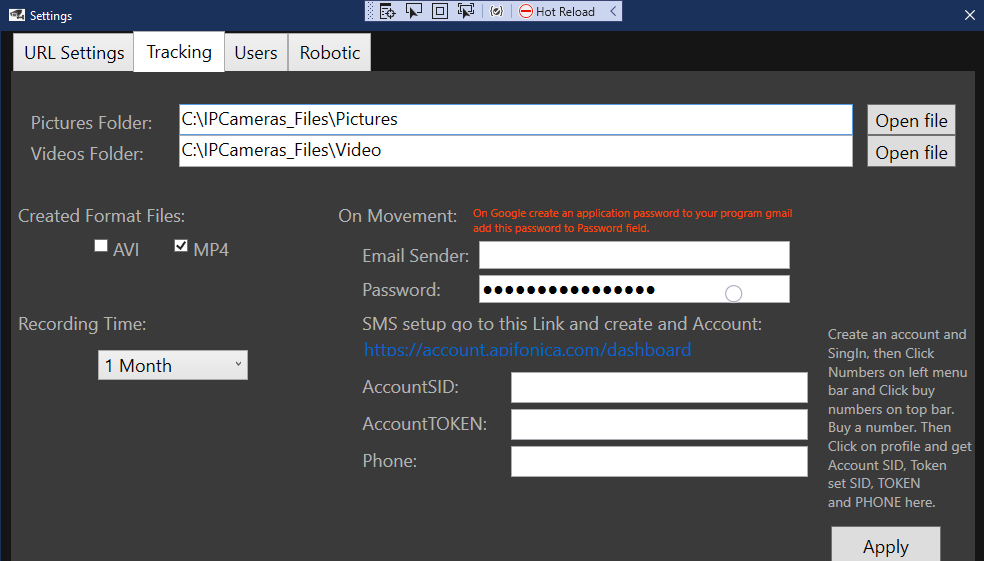 Settings
Hot Reload
URL Settings
Tracking
Users
Robotic
Pictures Folder:
C:\IPCameras_Files\Pictures
Open file
Videos Folder:
C:\IPCameras_Files\Video
Open file
Created Format Files:
AVI
MP4
On Movement:
On Google create an application password to your program gmail
add this password to Password field.
Email Sender:
Password:
Recording Time:
1 Month
SMS setup go to this Link and create and Account:
https://account.apifonica.com/dashboard
AccountSID:
AccountTOKEN:
Phone:
Create an account and
SingIn, then Click
Numbers on left menu
bar and Click buy
numbers on top bar.
Buy a number. Then
Click on profile and get
Account SID, Token
set SID, TOKEN
and PHONE here.
Apply